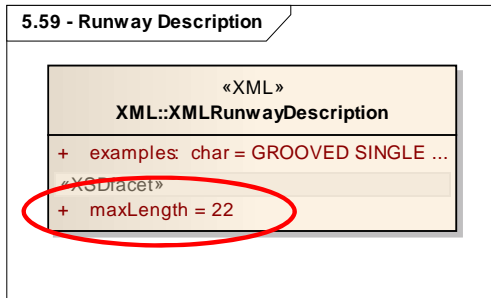 5.59 - Runway Description
«XML»
XML::XMLRunwayDescription
+ examples: char = GROOVED SINGLE ...
«XSDfacet»
+ maxLength = 22